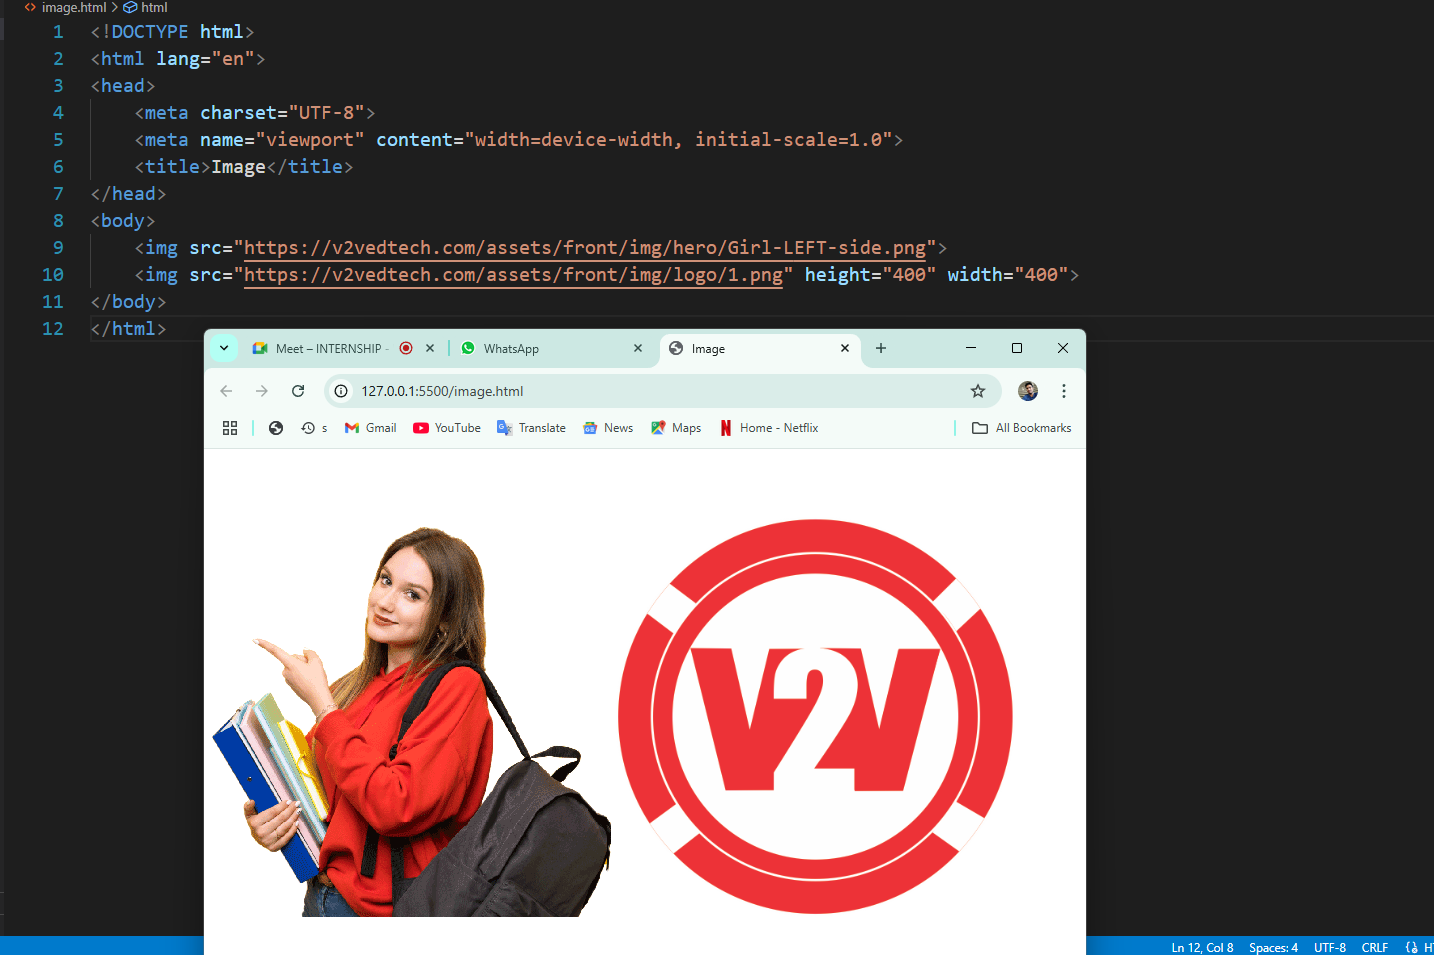 image.html > html
1 <!DOCTYPE html>
2 <html lang="en">
3 <head>
4 <meta charset="UTF-8">
5 <meta name="viewport" content="width=device-width, initial-scale=1.0">
6 <title>Image</title>
7 </head>
8 <body>
9 <img src="https://v2vedtech.com/assets/front/img/hero/Girl-LEFT-side.png">
10 <img src="https://v2vedtech.com/assets/front/img/logo/1.png" height="400" width="400">
11 </body>
12 </html>
Meet – INTERNSHIP - WhatsApp Image
127.0.0.1:5500/image.html
s Gmail YouTube Translate News Maps Home - Netflix All Bookmarks
V2V
Ln 12, Col 8 Spaces: 4 UTF-8 CRLF